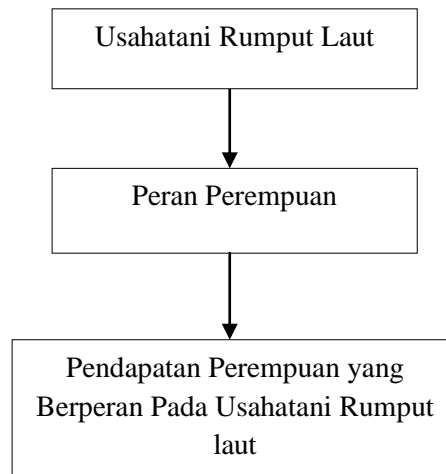 Usahatani Rumput Laut
Peran Perempuan
Pendapatan Perempuan yang
Berperan Pada Usahatani Rumput
laut